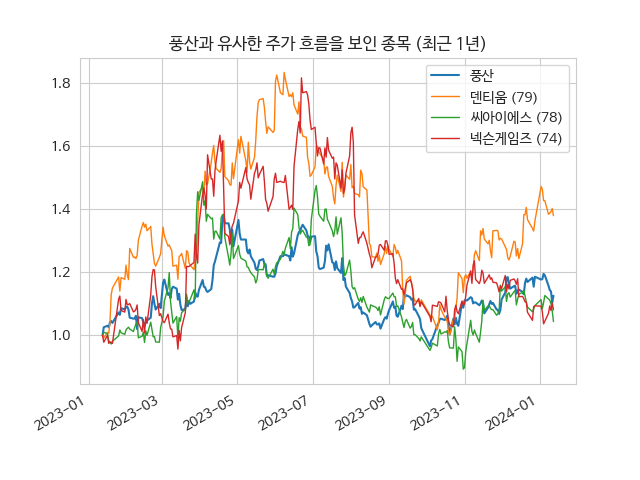 풍산과 유사한 주가 흐름을 보인 종목 (최근 1년)
풍산
덴티움 (79)
씨아이에스 (78)
넥슨게임즈 (74)
1.8
1.6
1.4
1.2
1.0
2023-01
2023-03
2023-05
2023-07
2023-09
2023-11
2024-01